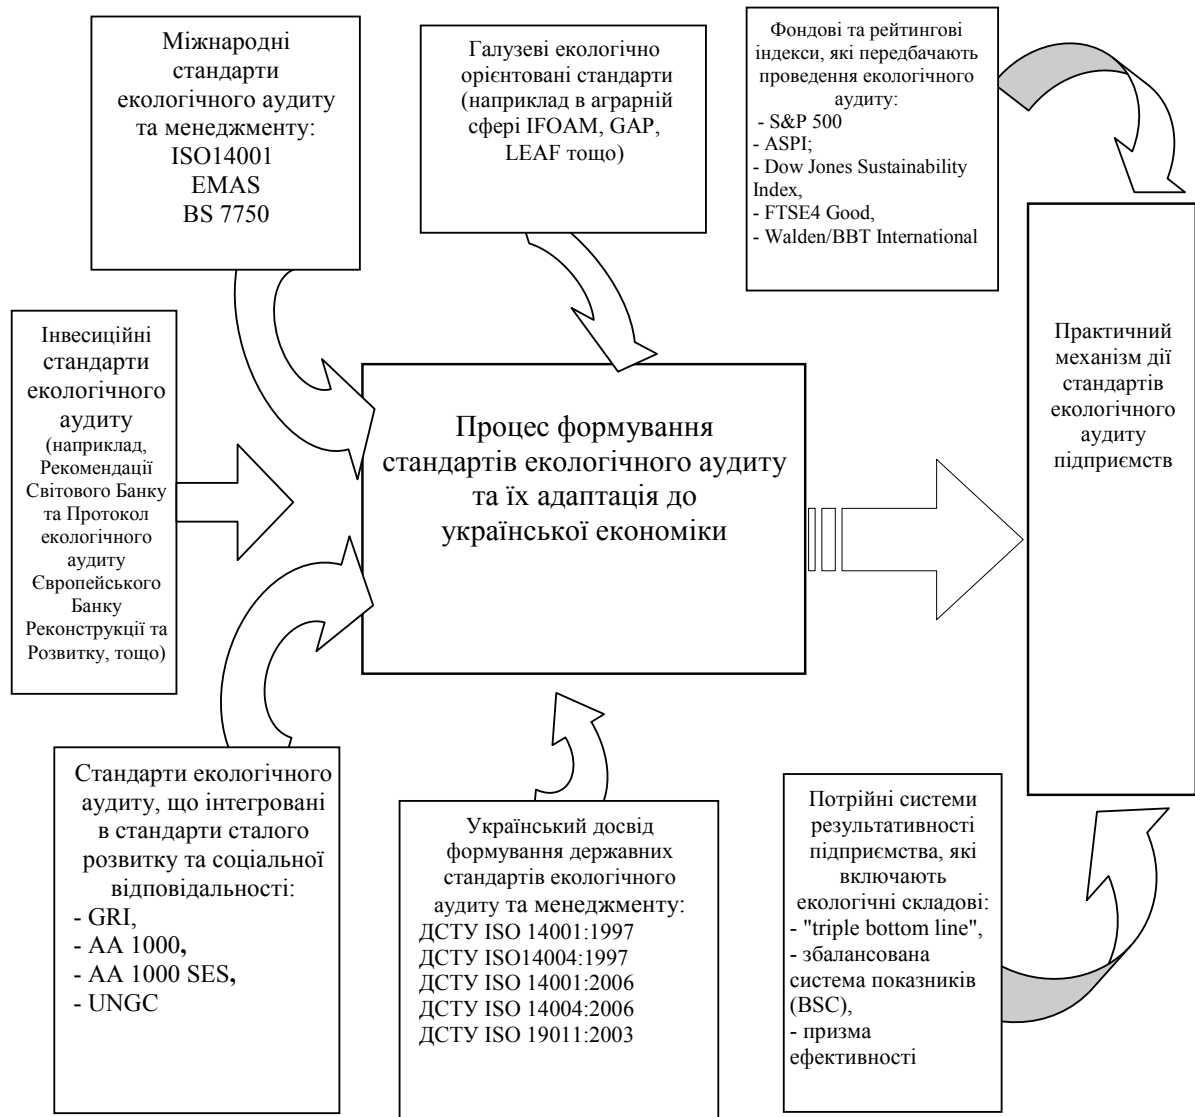 Міжнародні
стандарти
екологічного аудиту
та менеджменту:
ISO14001
EMAS
BS 7750
Галузеві екологічно
орієнтовані стандарти
(наприклад в аграрній
сфері IFOAM, GAP,
LEAF тощо)
Фондові та рейтингові
індекси, які передбачають
проведення екологічного
аудиту:
- S&P 500
- ASPI;
- Dow Jones Sustainability
Index,
- FTSE4 Good,
- Walden/BBT International
Інвесиційні
стандарти
екологічного
аудиту
(наприклад,
Рекомендації
Світового Банку
та Протокол
екологічного
аудиту
Європейського
Банку
Реконструкції та
Розвитку, тощо)
Процес формування
стандартів екологічного аудиту
та їх адаптація до
української економіки
Практичний
механізм дії
стандартів
екологічного
аудиту
підприємств
Стандарти екологічного
аудиту, що інтегровані
в стандарти сталого
розвитку та соціальної
відповідальності:
- GRI,
- AA 1000,
- AA 1000 SES,
- UNGC
Український досвід
формування державних
стандартів екологічного
аудиту та менеджменту:
ДСТУ ISO 14001:1997
ДСТУ ISO14004:1997
ДСТУ ISO 14001:2006
ДСТУ ISO 14004:2006
ДСТУ ISO 19011:2003
Потрійні системи
результативності
підприємства, які
включають
екологічні складові:
- "triple bottom line",
- збалансована
система показників
(BSC),
- призма
ефективності